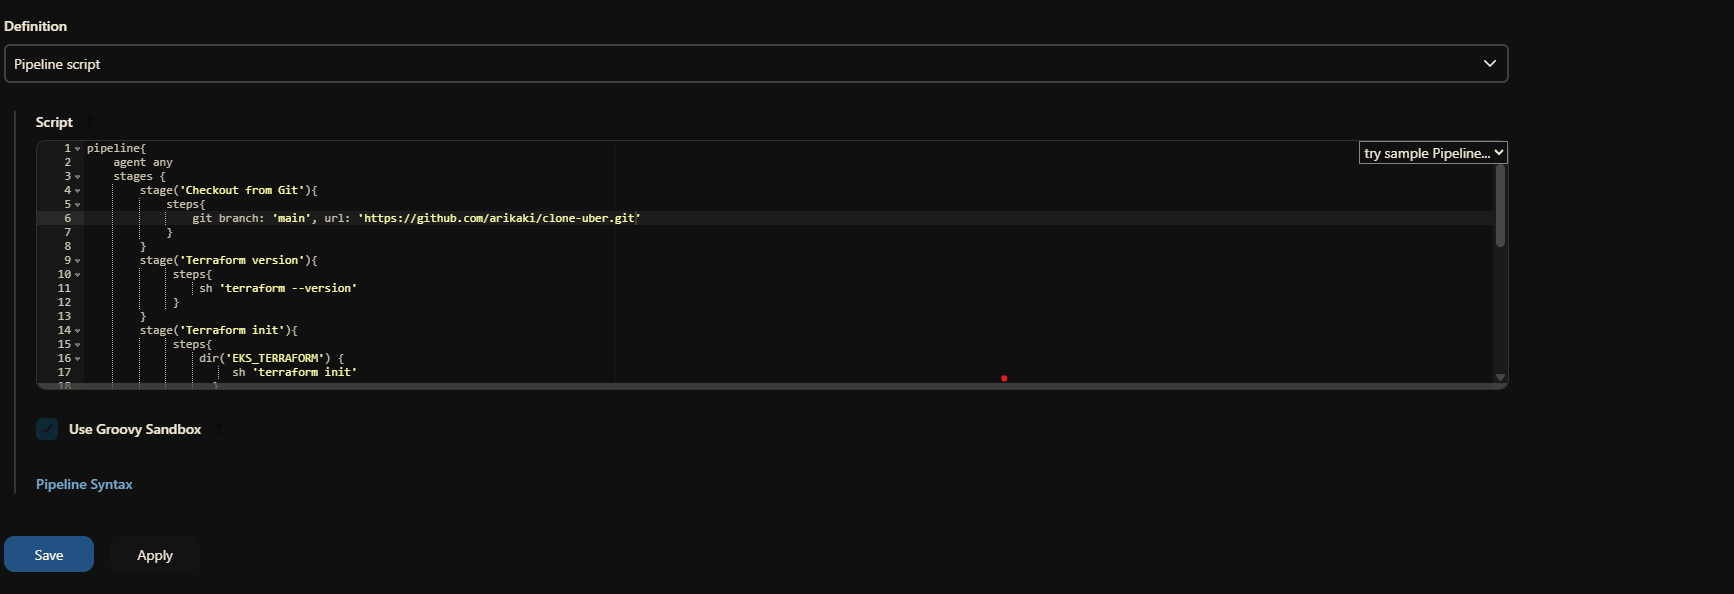 Definition
Pipeline script
Script ?
try sample Pipeline...
1 pipeline{
2 agent any
3 stages {
4 stage('Checkout from Git'){
5 steps{
6 git branch: 'main', url: 'https://github.com/arikaki/clone-uber.git'
7 }
8 }
9 stage('Terraform version'){
10 steps{
11 sh 'terraform --version'
12 }
13 }
14 stage('Terraform init'){
15 steps{
16 dir('EKS_TERRAFORM') {
17 sh 'terraform init'
18 }
Use Groovy Sandbox ?
Pipeline Syntax
Save Apply